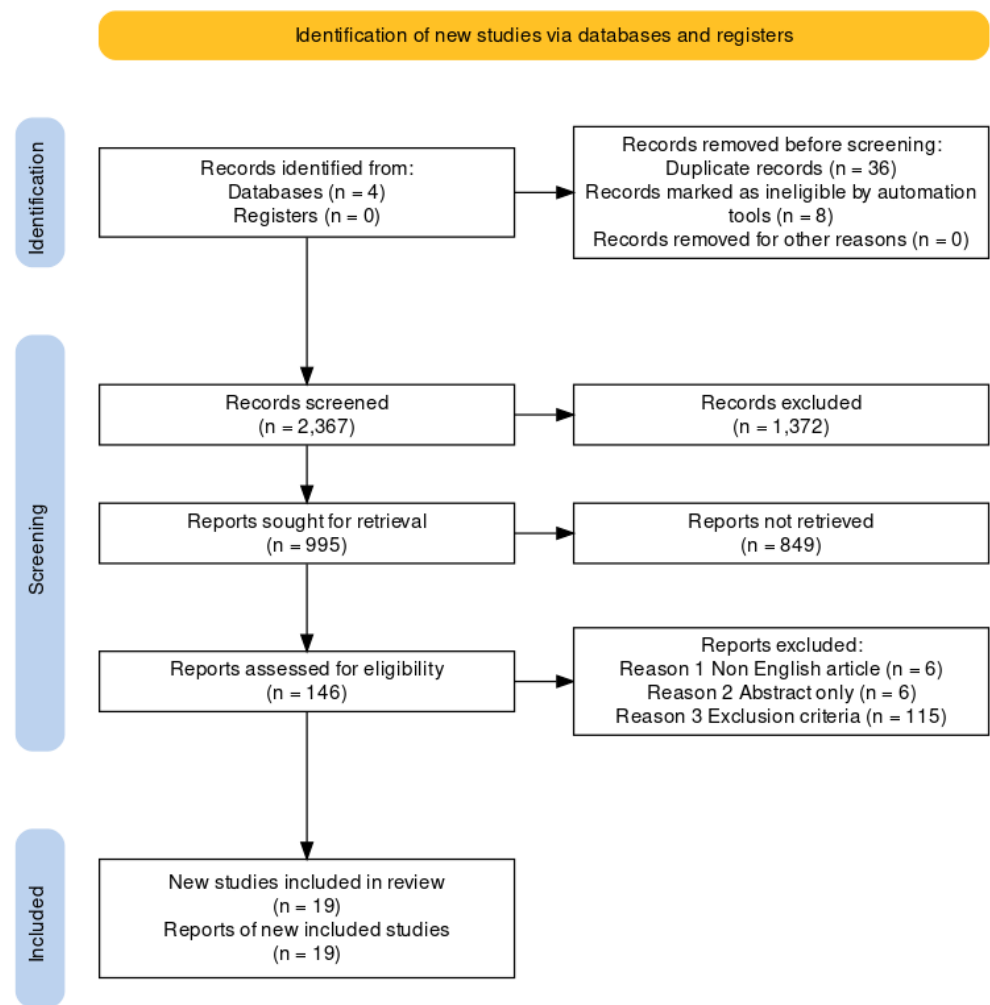 Identification of new studies via databases and registers
Identification
Records identified from:
Databases (n = 4)
Registers (n = 0)
Records removed before screening:
Duplicate records (n = 36)
Records marked as ineligible by automation
tools (n = 8)
Records removed for other reasons (n = 0)
Screening
Records screened
(n = 2,367)
Records excluded
(n = 1,372)
Reports sought for retrieval
(n = 995)
Reports not retrieved
(n = 849)
Reports assessed for eligibility
(n = 146)
Reports excluded:
Reason 1 Non English article (n = 6)
Reason 2 Abstract only (n = 6)
Reason 3 Exclusion criteria (n = 115)
Included
New studies included in review
(n = 19)
Reports of new included studies
(n = 19)